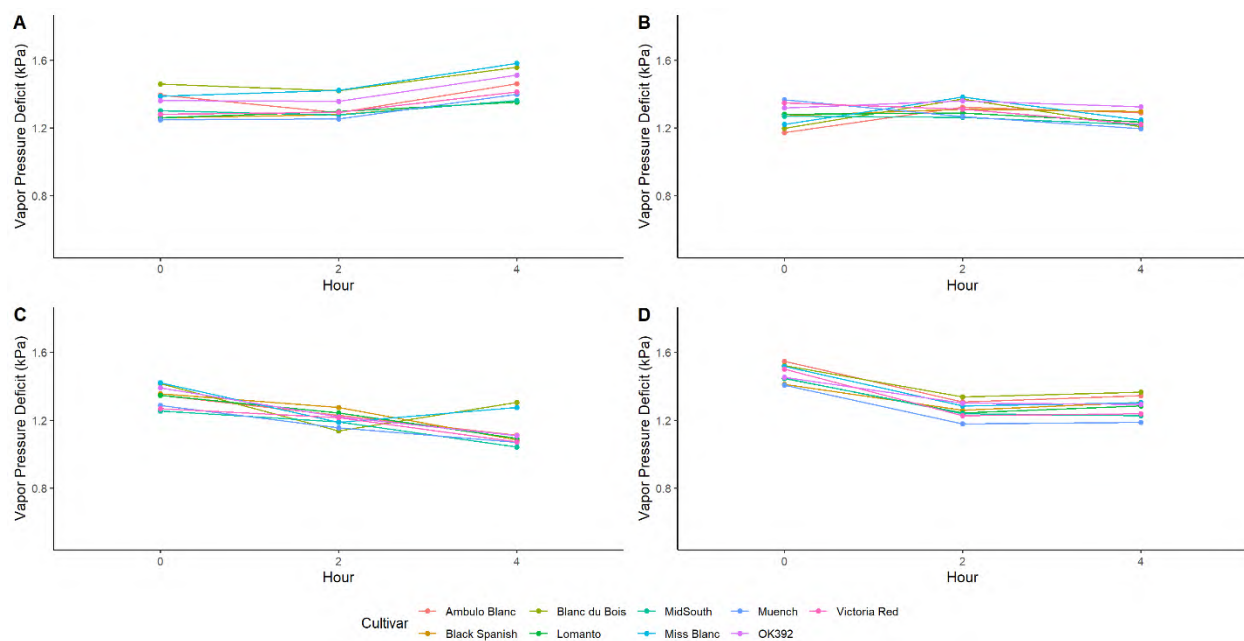 A
Vapor Pressure Deficit (kPa)
1.6
1.2
0.8
0
2
4
Hour
B
Vapor Pressure Deficit (kPa)
1.6
1.2
0.8
0
2
4
Hour
C
Vapor Pressure Deficit (kPa)
1.6
1.2
0.8
0
2
4
Hour
D
Vapor Pressure Deficit (kPa)
1.6
1.2
0.8
0
2
4
Hour
Cultivar
Ambulo Blanc
Blanc du Bois
MidSouth
Muench
Victoria Red
Black Spanish
Lomanto
Miss Blanc
OK392